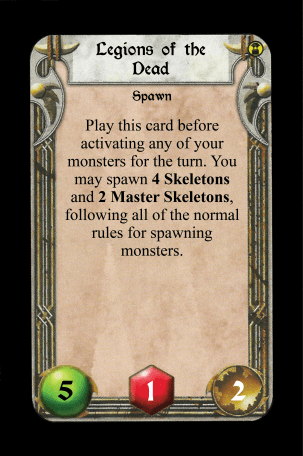 Legions of the
Dead
Spawn
Play this card before
activating any of your
monsters for the turn. You
may spawn 4 Skeletons
and 2 Master Skeletons,
following all of the normal
rules for spawning
monsters.
5 1 2